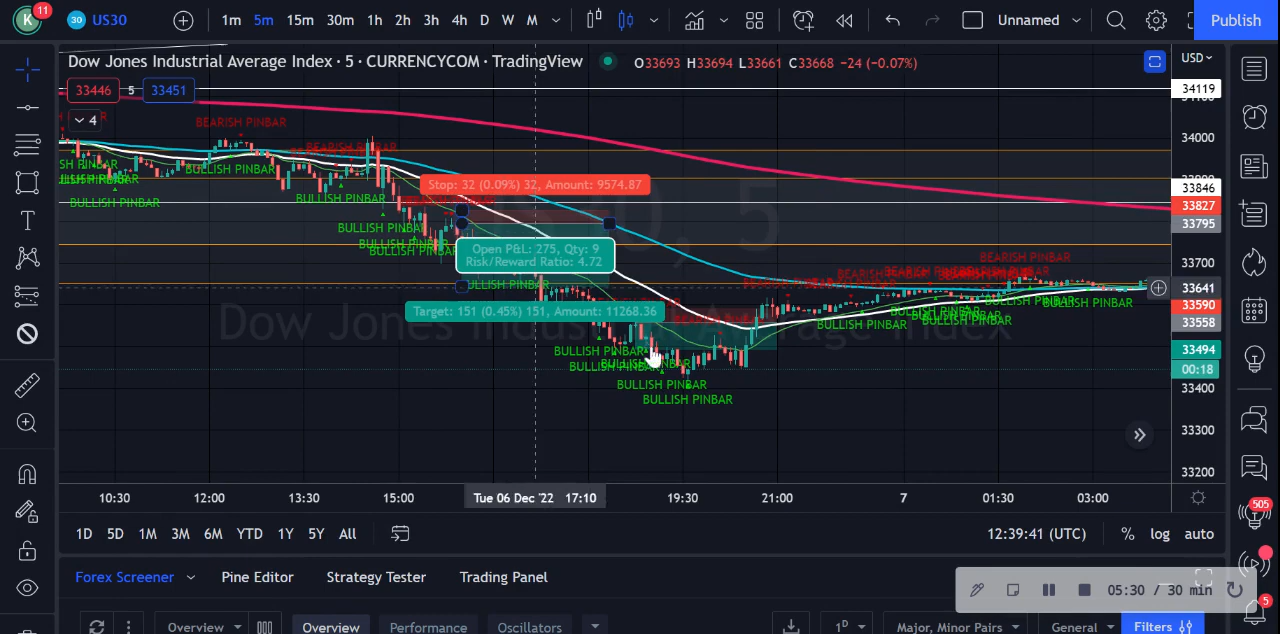 K 11 30 US30 1m 5m 15m 30m 1h 2h 3h 4h D W M Unnamed Publish
Dow Jones Industrial Average Index · 5 · CURRENCYCOM · TradingView O33693 H33694 L33661 C33668 −24 (−0.07%) USD
33446 5 33451
4
34119
34000
33846
33827
33795
33700
33641
33590
33558
33494
00:18
33400
33300
33200
BEARISH PINBAR
BEARISH PINBAR
SH PINBAR
BULLISH PINBAR
BULLISH PINBAR
BULLISH PINBAR
Stop: 32 (0.09%) 32, Amount: 9574.87
BULLISH PINBAR
BULLISH PINBAR
Open P&L: 275, Qty: 9
Risk/Reward Ratio: 4.72
BULLISH PINBAR
Target: 151 (0.45%) 151, Amount: 11268.36
BEARISH PINBAR
BULLISH PINBAR
BULLISH PINBAR
BULLISH PINBAR
BULLISH PINBAR
BULLISH PINBAR
BULLISH PINBAR
BULLISH PINBAR
Dow Jones Industrial Average Index
10:30 12:00 13:30 15:00 Tue 06 Dec '22 17:10 19:30 21:00 7 01:30 03:00
1D 5D 1M 3M 6M YTD 1Y 5Y All 12:39:41 (UTC) % log auto
505
Forex Screener Pine Editor Strategy Tester Trading Panel
05:30 / 30 min
5
Overview Overview Performance Oscillators 1D Major, Minor Pairs General Filters